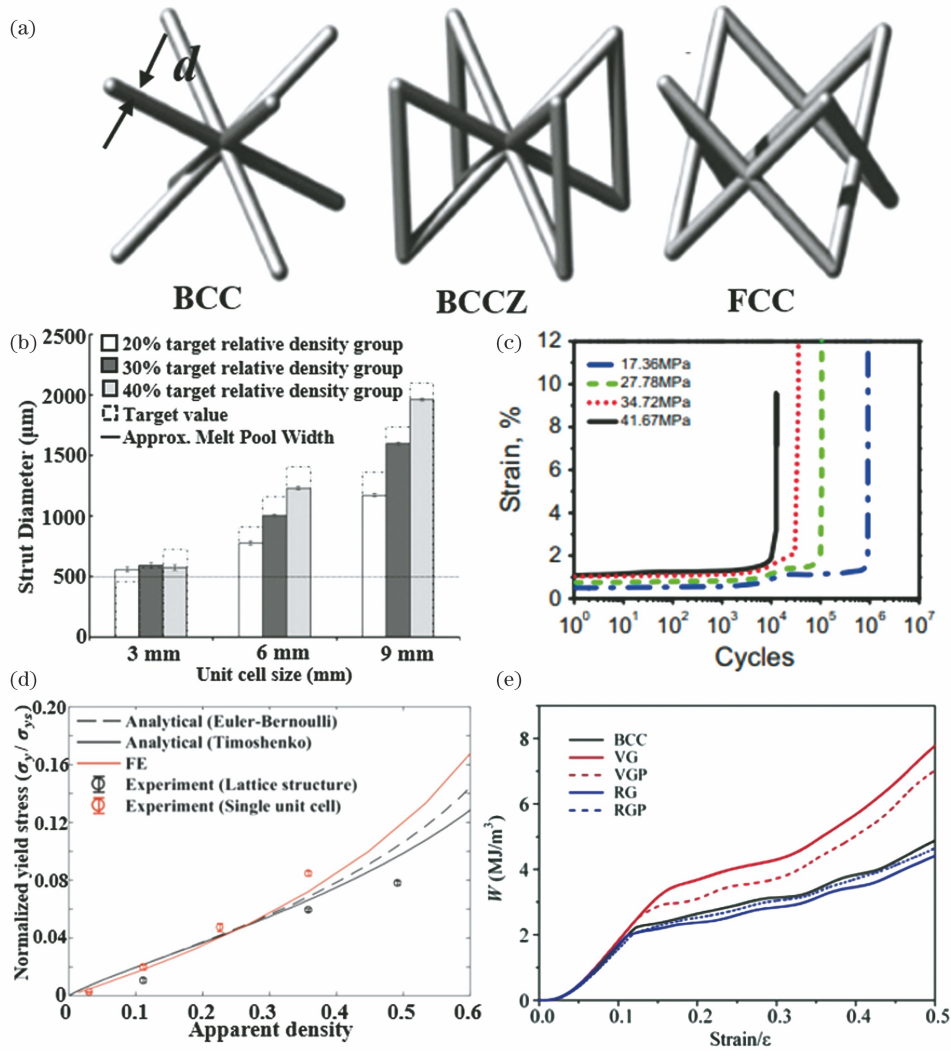 (a)
d
BCC
BCCZ
FCC
(b)
2500
2000
1500
1000
500
0
Strut Diameter (μm)
20% target relative density group
30% target relative density group
40% target relative density group
Target value
Approx. Melt Pool Width
3 mm
6 mm
9 mm
Unit cell size (mm)
(c)
12
10
8
6
4
2
0
Strain, %
17.36MPa
27.78MPa
34.72MPa
41.67MPa
10^0 10^1 10^2 10^3 10^4 10^5 10^6 10^7
Cycles
(d)
0.20
0.16
0.12
0.08
0.04
0
Normalized yield stress (σ_y/σ_ys)
Analytical (Euler-Bernoulli)
Analytical (Timoshenko)
FE
Experiment (Lattice structure)
Experiment (Single unit cell)
0 0.1 0.2 0.3 0.4 0.5 0.6
Apparent density
(e)
8
6
4
2
0
W (MJ/m³)
BCC
VG
VGP
RG
RGP
0.0 0.1 0.2 0.3 0.4 0.5
Strain/ε